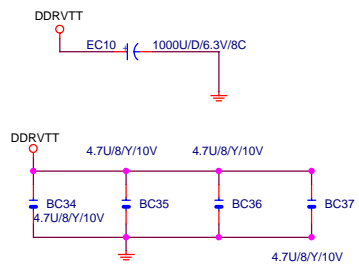 DDRVTT
EC10 + 1000U/D/6.3V/8C
DDRVTT
4.7U/8/Y/10V 4.7U/8/Y/10V
BC34 BC35 BC36 BC37
4.7U/8/Y/10V
4.7U/8/Y/10V